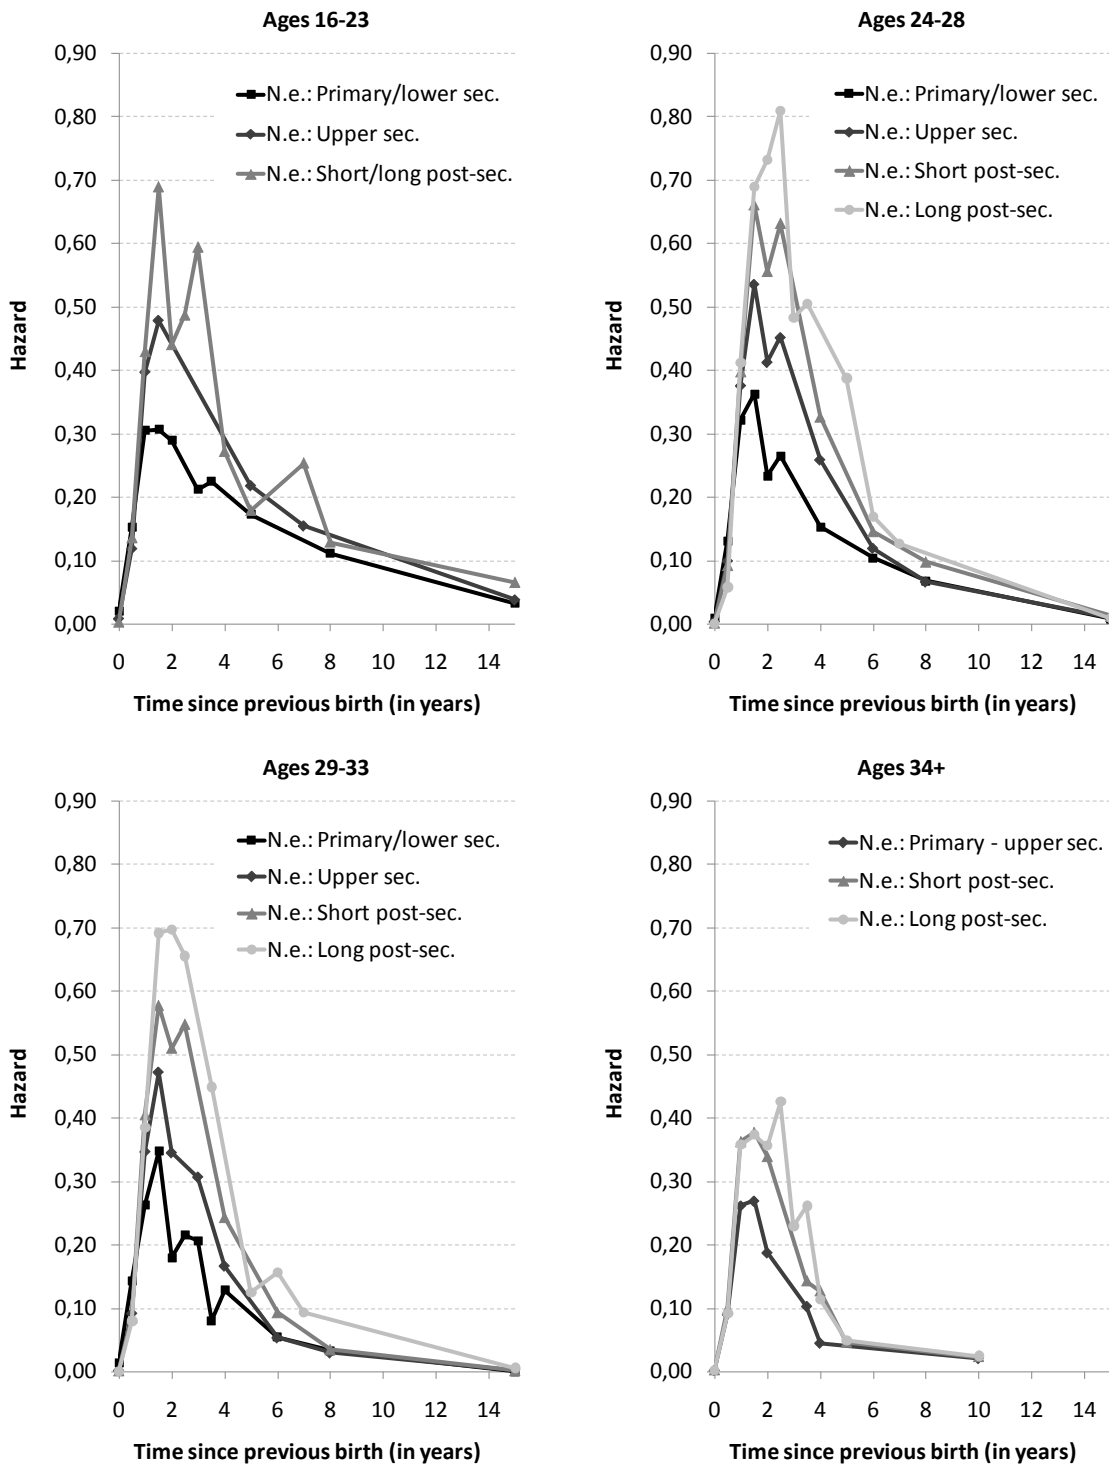 Ages 16-23
0,90
0,80
0,70
0,60
0,50
0,40
0,30
0,20
0,10
0,00
Hazard
N.e.: Primary/lower sec.
N.e.: Upper sec.
N.e.: Short/long post-sec.
0 2 4 6 8 10 12 14
Time since previous birth (in years)
Ages 24-28
0,90
0,80
0,70
0,60
0,50
0,40
0,30
0,20
0,10
0,00
Hazard
N.e.: Primary/lower sec.
N.e.: Upper sec.
N.e.: Short post-sec.
N.e.: Long post-sec.
0 2 4 6 8 10 12 14
Time since previous birth (in years)
Ages 29-33
0,90
0,80
0,70
0,60
0,50
0,40
0,30
0,20
0,10
0,00
Hazard
N.e.: Primary/lower sec.
N.e.: Upper sec.
N.e.: Short post-sec.
N.e.: Long post-sec.
0 2 4 6 8 10 12 14
Time since previous birth (in years)
Ages 34+
0,90
0,80
0,70
0,60
0,50
0,40
0,30
0,20
0,10
0,00
Hazard
N.e.: Primary - upper sec.
N.e.: Short post-sec.
N.e.: Long post-sec.
0 2 4 6 8 10 12 14
Time since previous birth (in years)